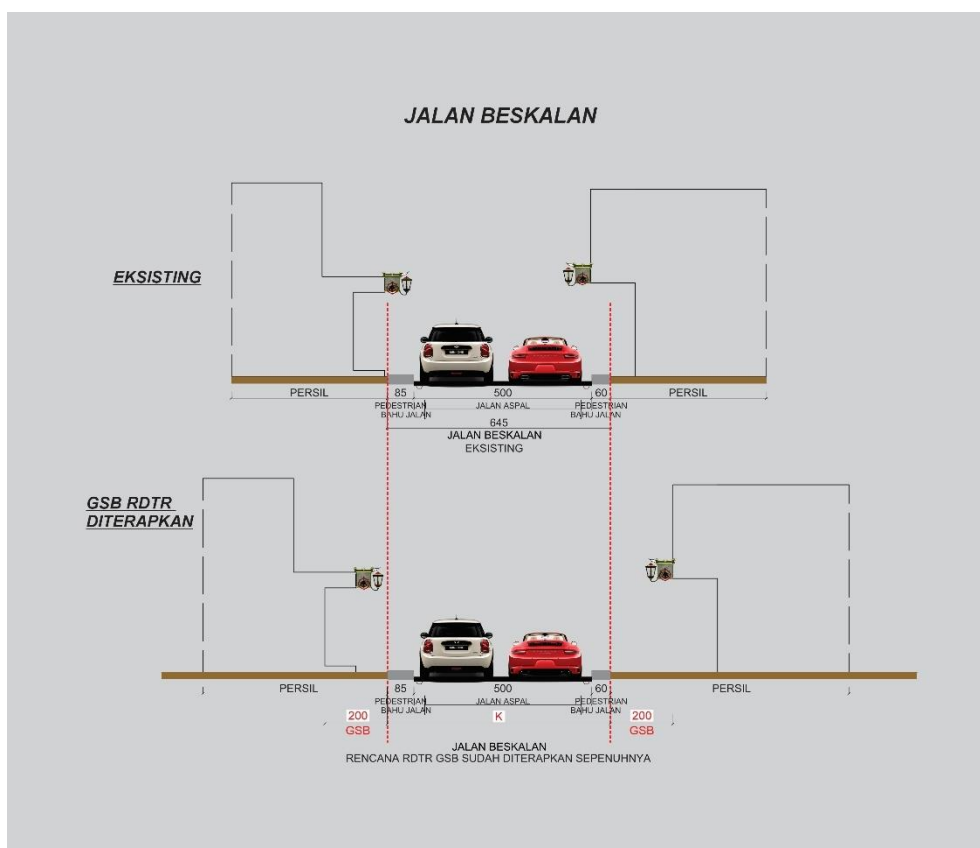 JALAN BESKALAN
EKSISTING
PERSIL
85
500
60
PERSIL
PEDESTRIAN
BAHU JALAN
JALAN ASPAL
PEDESTRIAN
BAHU JALAN
645
JALAN BESKALAN
EKSISTING
GSB RDTR
DITERAPKAN
PERSIL
85
500
60
PERSIL
PEDESTRIAN
BAHU JALAN
JALAN ASPAL
PEDESTRIAN
BAHU JALAN
200
GSB
K
200
GSB
JALAN BESKALAN
RENCANA RDTR GSB SUDAH DITERAPKAN SEPENUHNYA